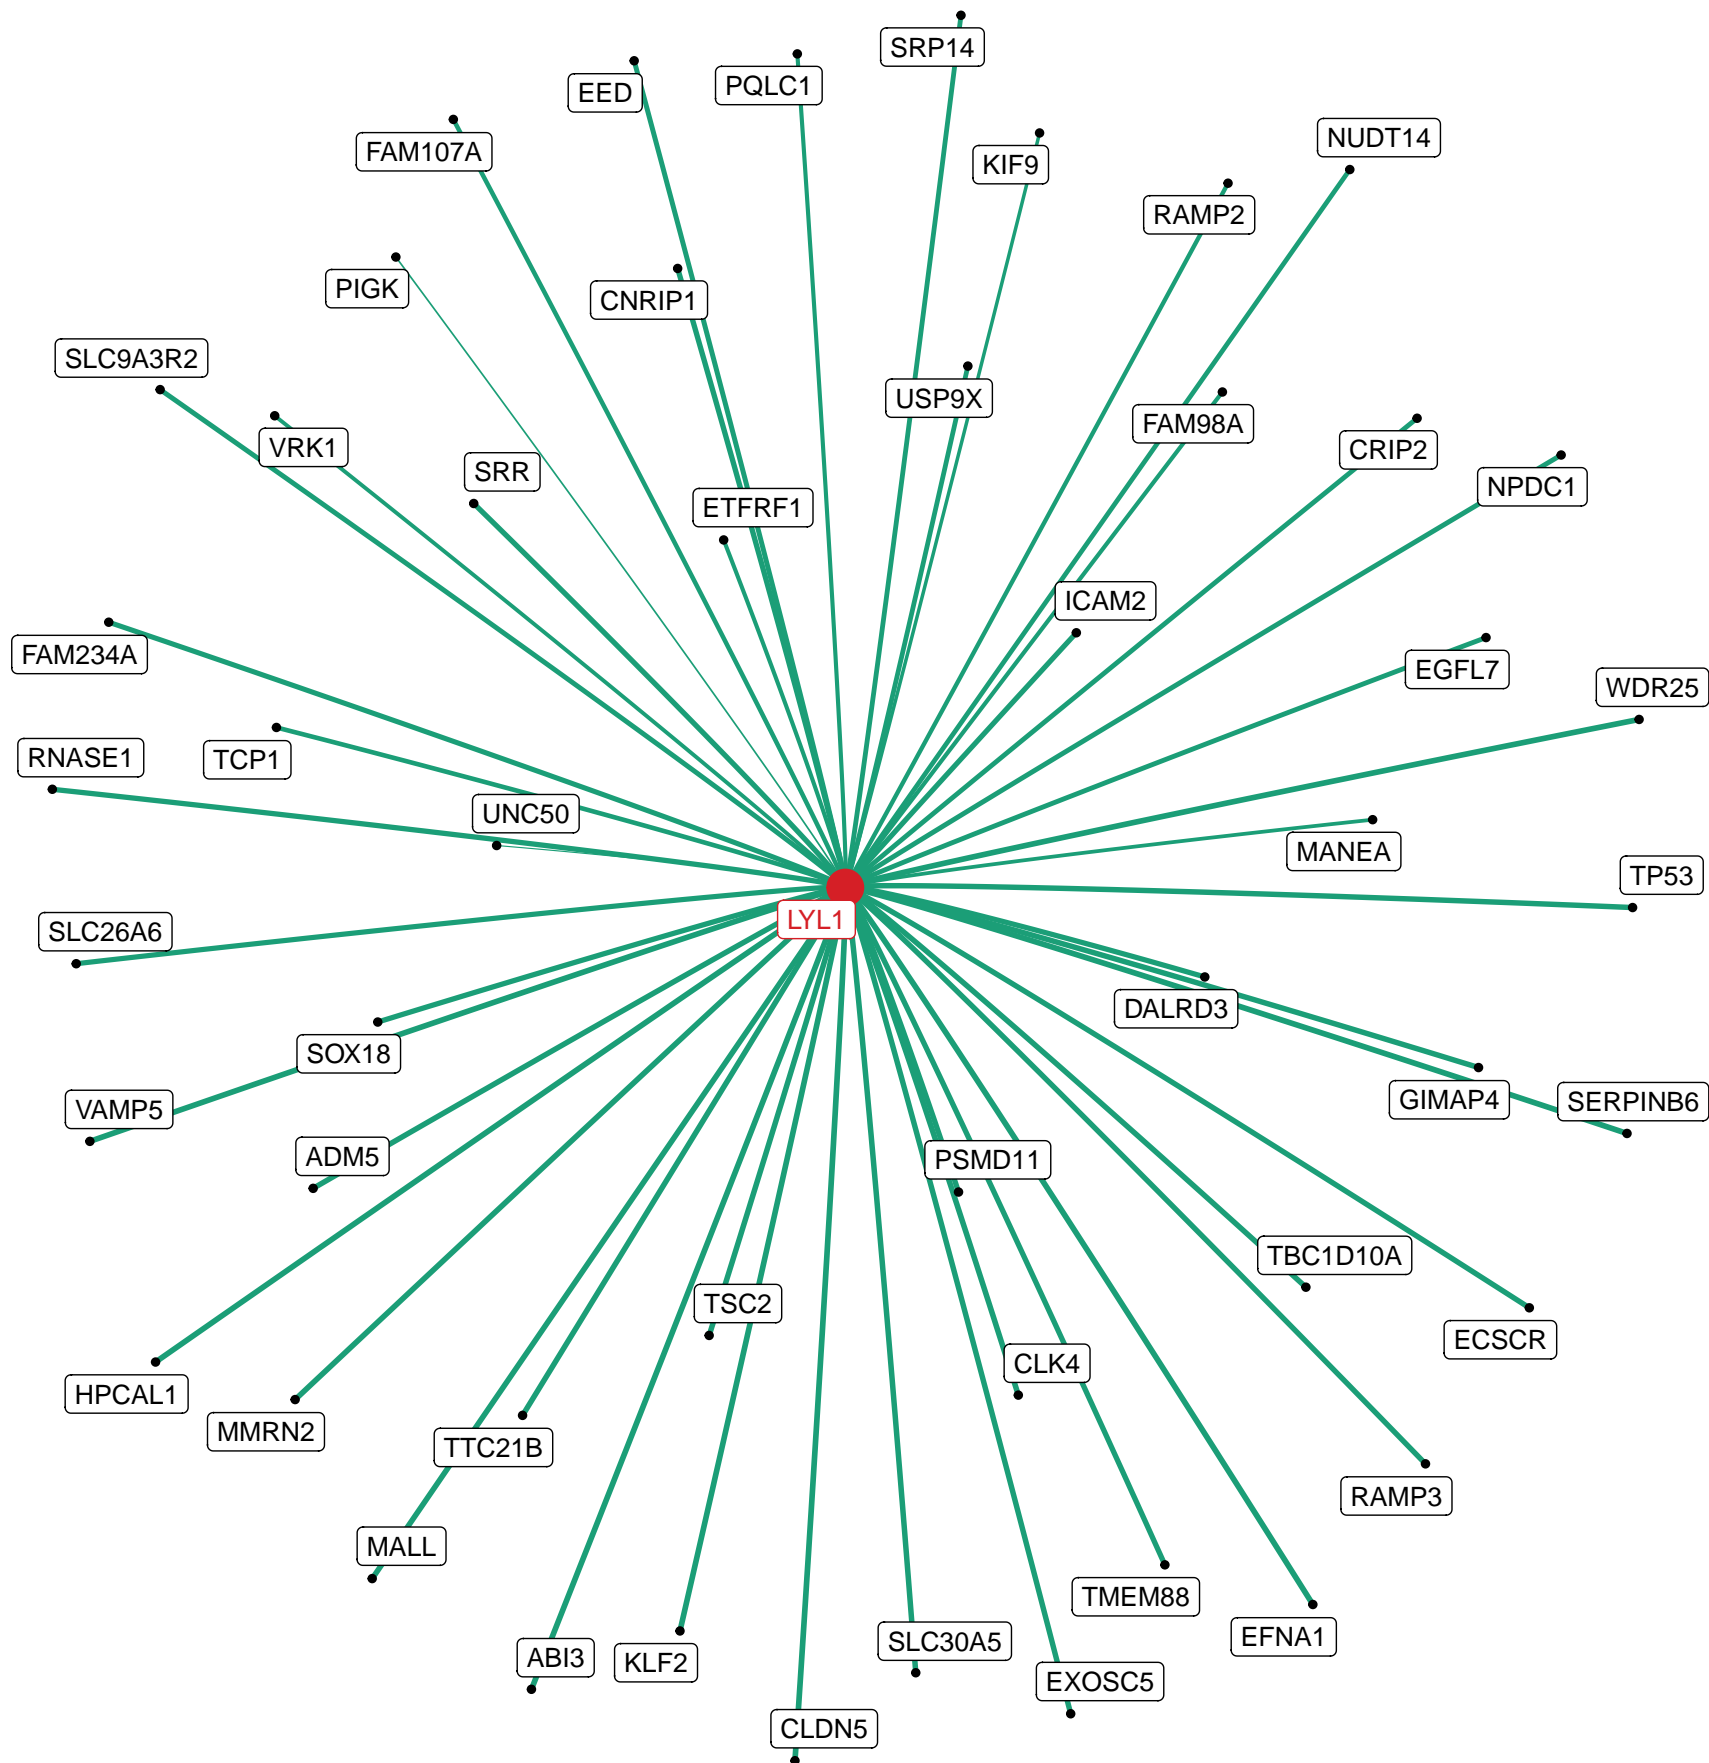 SRP14
EED
PQLC1
FAM107A
KIF9
NUDT14
RAMP2
PIGK
CNRIP1
SLC9A3R2
USP9X
FAM98A
VRK1
CRIP2
SRR
NPDC1
ETFRF1
ICAM2
FAM234A
EGFL7
WDR25
RNASE1
TCP1
UNC50
MANEA
TP53
LYL1
SLC26A6
DALRD3
SOX18
GIMAP4
SERPINB6
VAMP5
ADM5
PSMD11
TBC1D10A
TSC2
ECSCR
CLK4
HPCAL1
MMRN2
TTC21B
RAMP3
MALL
TMEM88
EFNA1
SLC30A5
ABI3
KLF2
EXOSC5
CLDN5